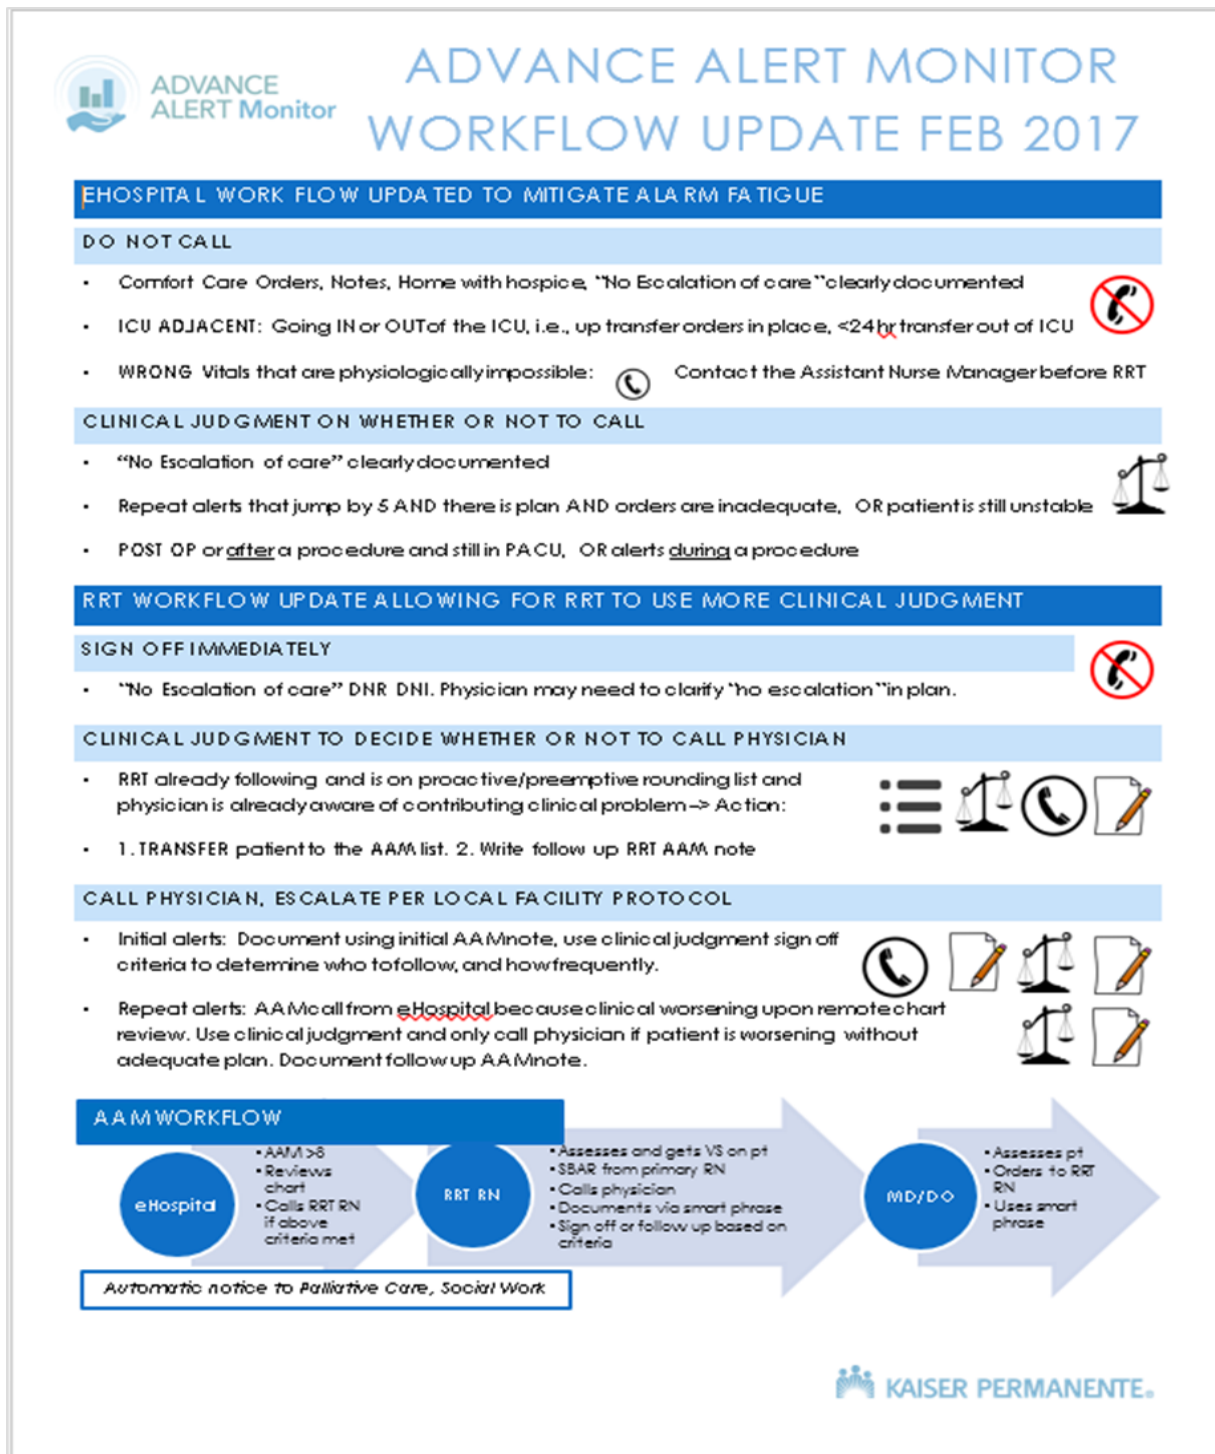 ADVANCE
ALERT Monitor
ADVANCE ALERT MONITOR
WORKFLOW UPDATE FEB 2017
EHOSPITAL WORK FLOW UPDATED TO MITIGATE ALARM FATIGUE
DO NOT CALL
• Comfort Care Orders, Notes, Home with hospice, "No Escalation of care" clearly documented
• ICU ADJACENT: Going IN or OUT of the ICU, i.e., up transfer orders in place, <24 hr transfer out of ICU
• WRONG Vitals that are physiologically impossible: Contact the Assistant Nurse Manager before RRT
CLINICAL JUDGMENT ON WHETHER OR NOT TO CALL
• "No Escalation of care" clearly documented
• Repeat alerts that jump by 5 AND there is plan AND orders are inadequate, OR patient is still unstable
• POST OP or after a procedure and still in PACU, OR alerts during a procedure
RRT WORKFLOW UPDATE ALLOWING FOR RRT TO USE MORE CLINICAL JUDGMENT
SIGN OFF IMMEDIATELY
• "No Escalation of care" DNR DNI. Physician may need to clarify "no escalation" in plan.
CLINICAL JUDGMENT TO DECIDE WHETHER OR NOT TO CALL PHYSICIAN
• RRT already following and is on proactive/preemptive rounding list and
physician is already aware of contributing clinical problem –> Action:
• 1. TRANSFER patient to the AAM list. 2. Write follow up RRT AAM note
CALL PHYSICIAN, ESCALATE PER LOCAL FACILITY PROTOCOL
• Initial alerts: Document using initial AAM note, use clinical judgment sign off
criteria to determine who to follow, and how frequently.
• Repeat alerts: AAM call from eHospital because clinical worsening upon remote chart
review. Use clinical judgment and only call physician if patient is worsening without
adequate plan. Document follow up AAM note.
AAM WORKFLOW
eHospital
• AAM >8
• Reviews
chart
• Calls RRT RN
if above
criteria met
RRT RN
• Assesses and gets VS on pt
• SBAR from primary RN
• Calls physician
• Documents via smart phrase
• Sign off or follow up based on
criteria
MD/DO
• Assesses pt
• Orders to RRT
RN
• Uses smart
phrase
Automatic notice to Palliative Care, Social Work
KAISER PERMANENTE®